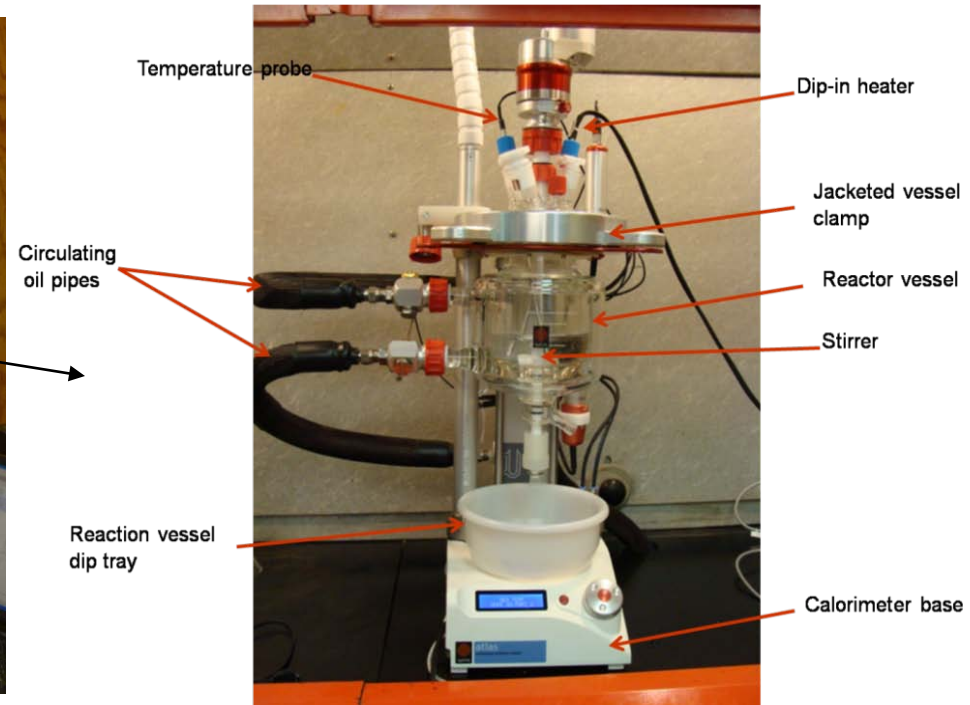 Temperature probe
Dip-in heater
Jacketed vessel
clamp
Circulating
oil pipes
Reactor vessel
Stirrer
Reaction vessel
dip tray
Calorimeter base
atlas